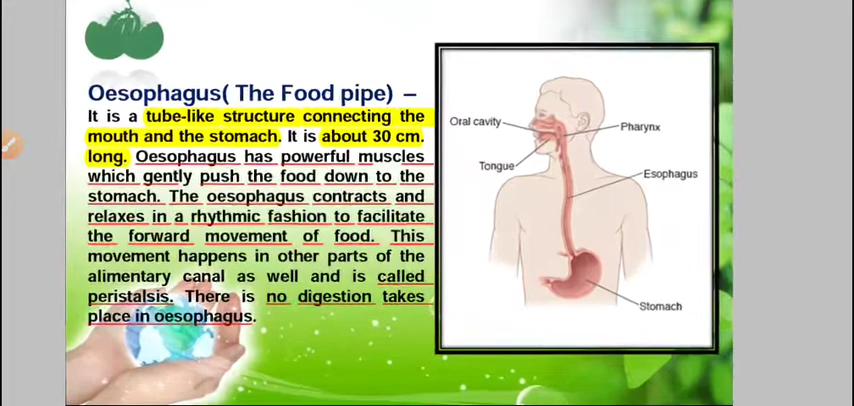 Oesophagus( The Food pipe) –
It is a tube-like structure connecting the
mouth and the stomach. It is about 30 cm.
long. Oesophagus has powerful muscles
which gently push the food down to the
stomach. The oesophagus contracts and
relaxes in a rhythmic fashion to facilitate
the forward movement of food. This
movement happens in other parts of the
alimentary canal as well and is called
peristalsis. There is no digestion takes
place in oesophagus.
Oral cavity
Pharynx
Tongue
Esophagus
Stomach